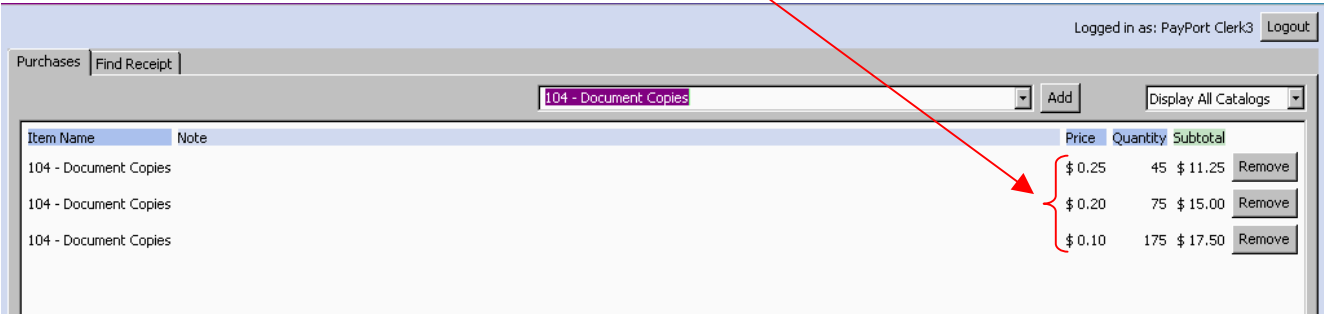 Logged in as: PayPort Clerk3 Logout
Purchases Find Receipt
104 - Document Copies Add Display All Catalogs
Item Name Note Price Quantity Subtotal
104 - Document Copies $ 0.25 45 $ 11.25 Remove
104 - Document Copies $ 0.20 75 $ 15.00 Remove
104 - Document Copies $ 0.10 175 $ 17.50 Remove